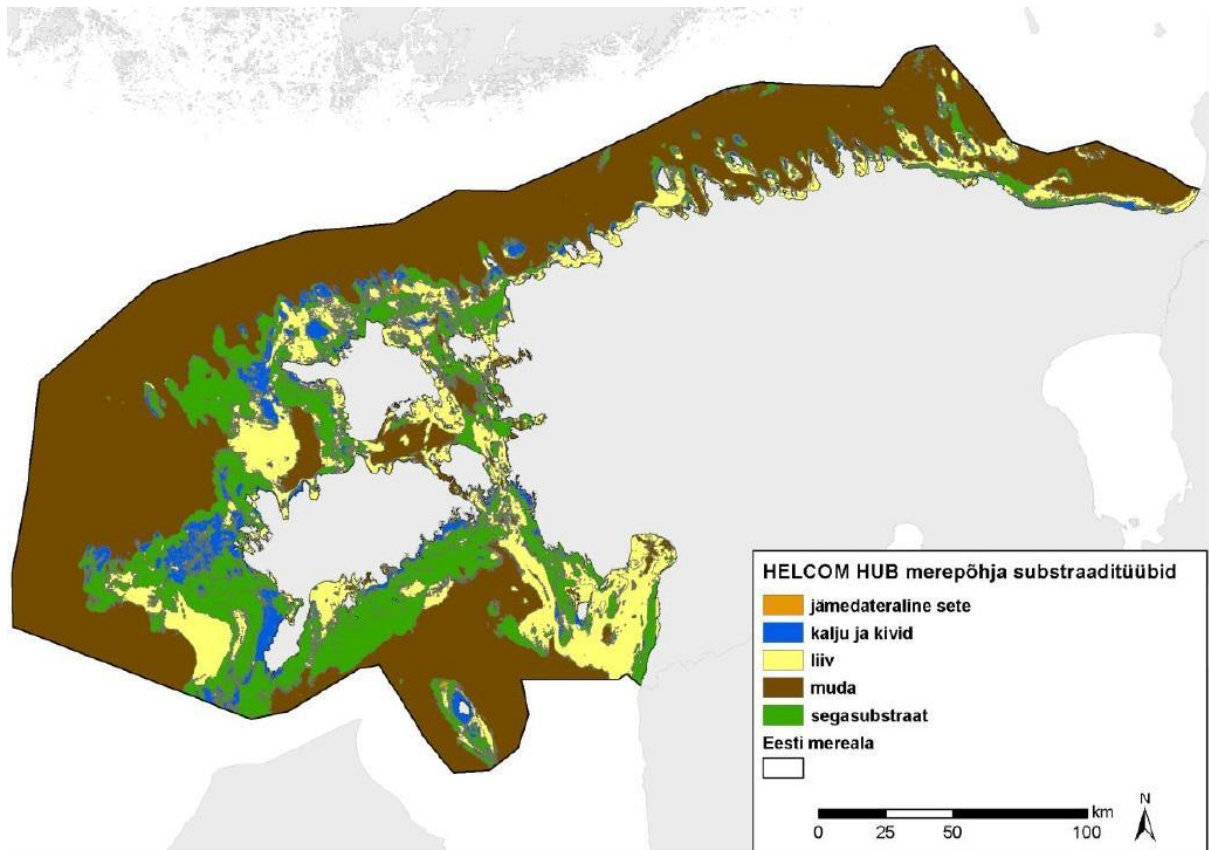 HELCOM HUB merepõhja substraaditüübid
jämedateraline sete
kalju ja kivid
liiv
muda
segasubstraat
Eesti mereala
km
0 25 50 100
N